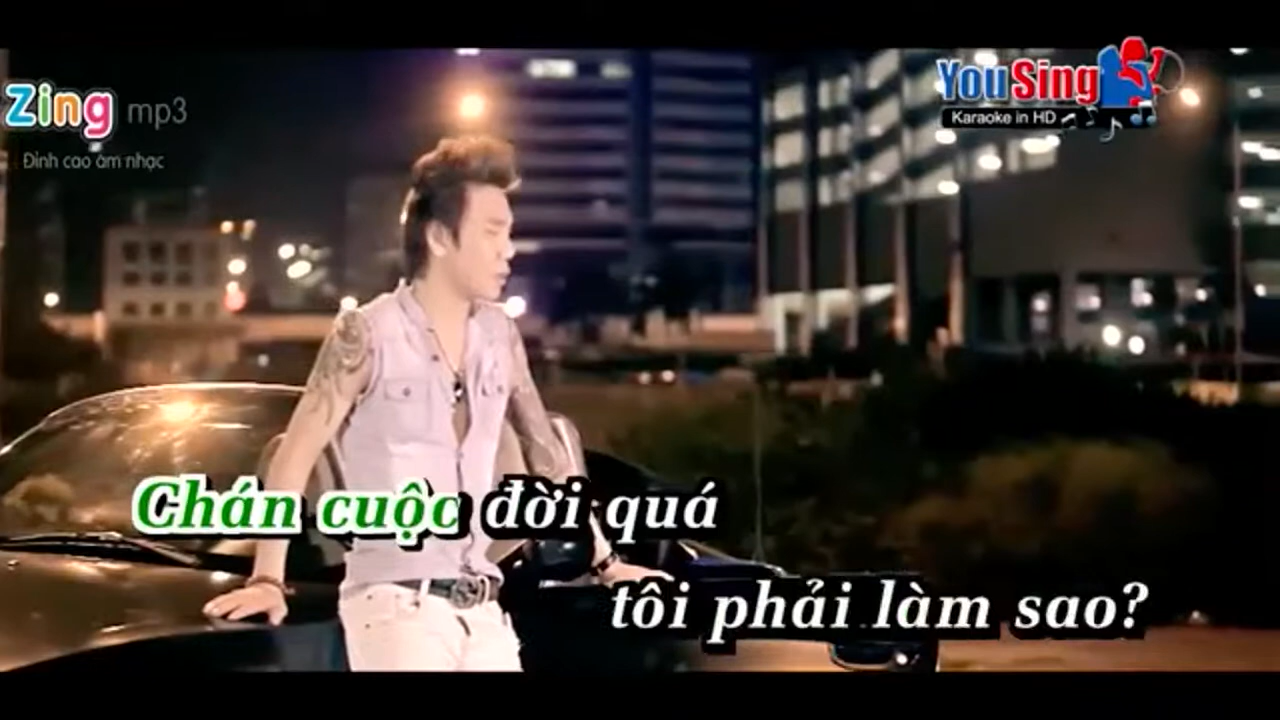 Zing mp3
Đỉnh cao âm nhạc
YouSing
Karaoke in HD
Chán cuộc đời quá
tôi phải làm sao?